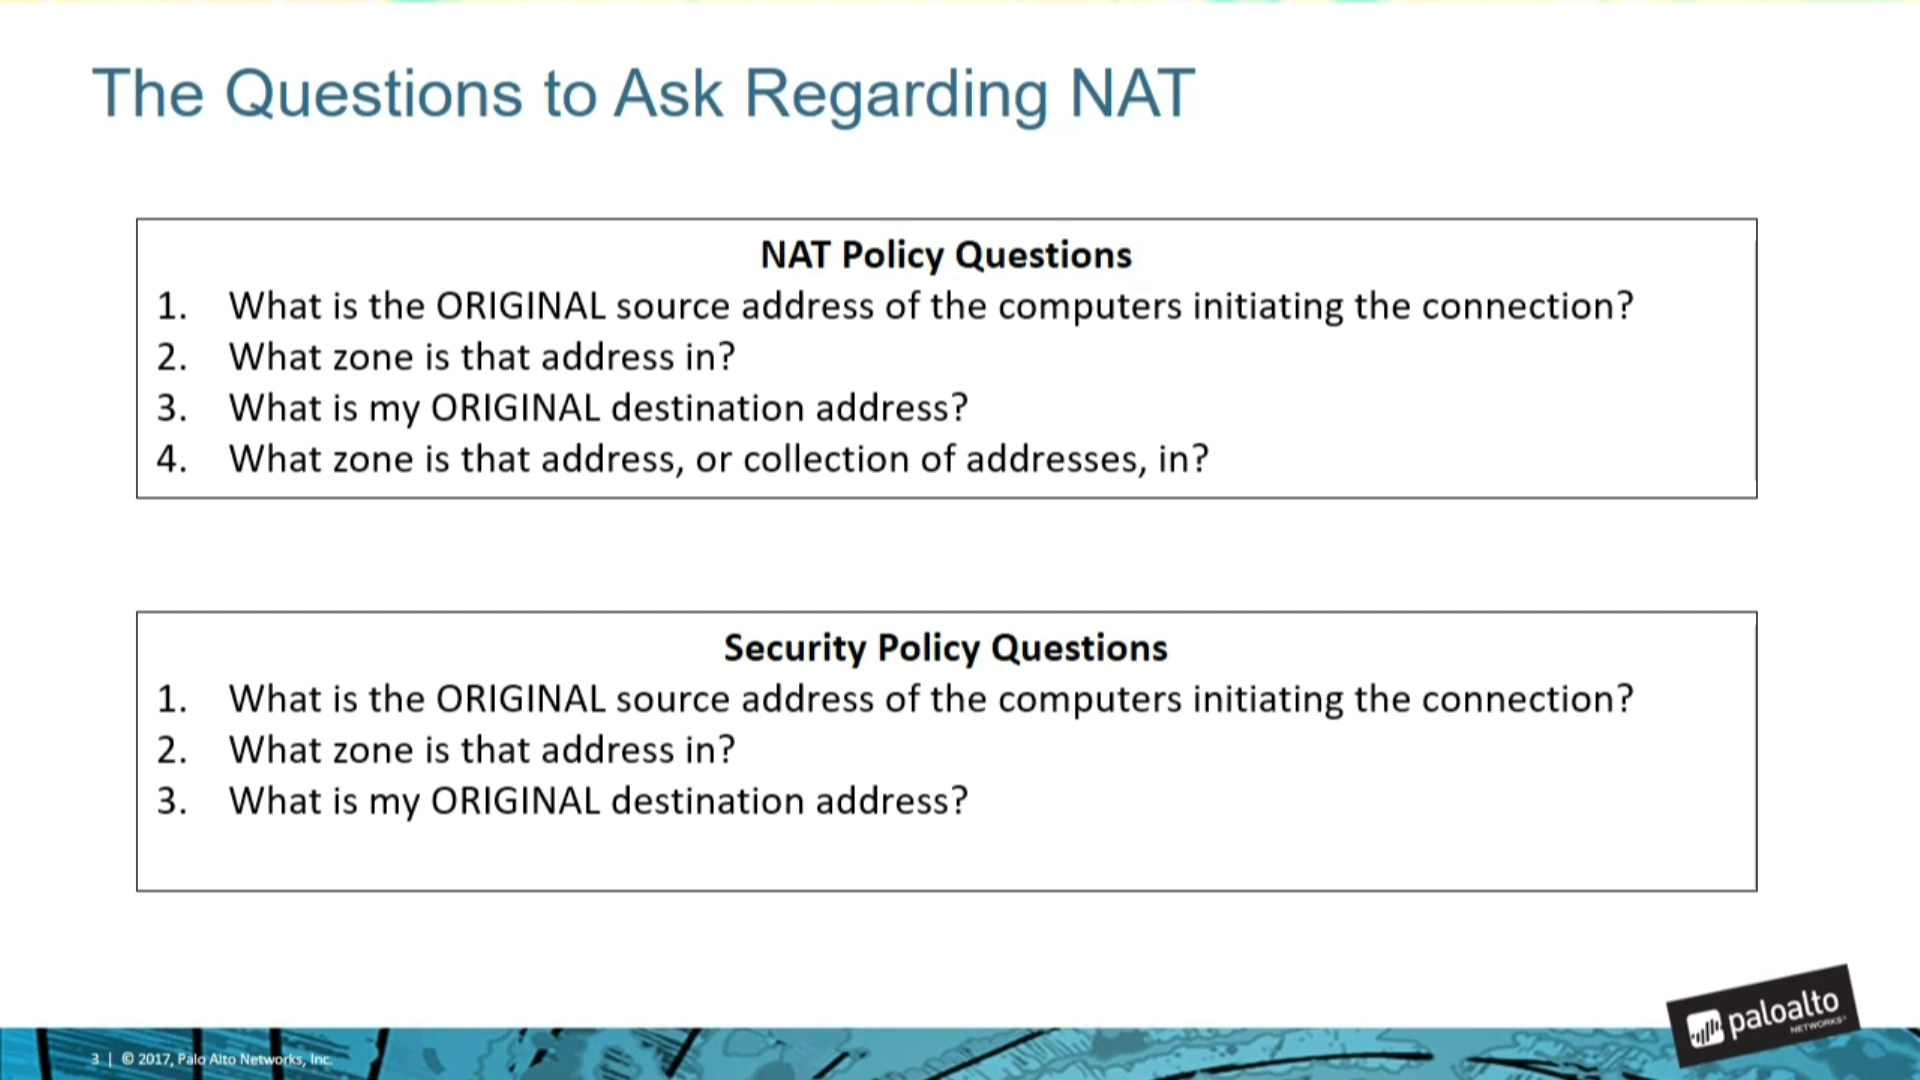 The Questions to Ask Regarding NAT
NAT Policy Questions
1. What is the ORIGINAL source address of the computers initiating the connection?
2. What zone is that address in?
3. What is my ORIGINAL destination address?
4. What zone is that address, or collection of addresses, in?
Security Policy Questions
1. What is the ORIGINAL source address of the computers initiating the connection?
2. What zone is that address in?
3. What is my ORIGINAL destination address?
paloalto
NETWORKS
3 | © 2017, Palo Alto Networks, Inc.